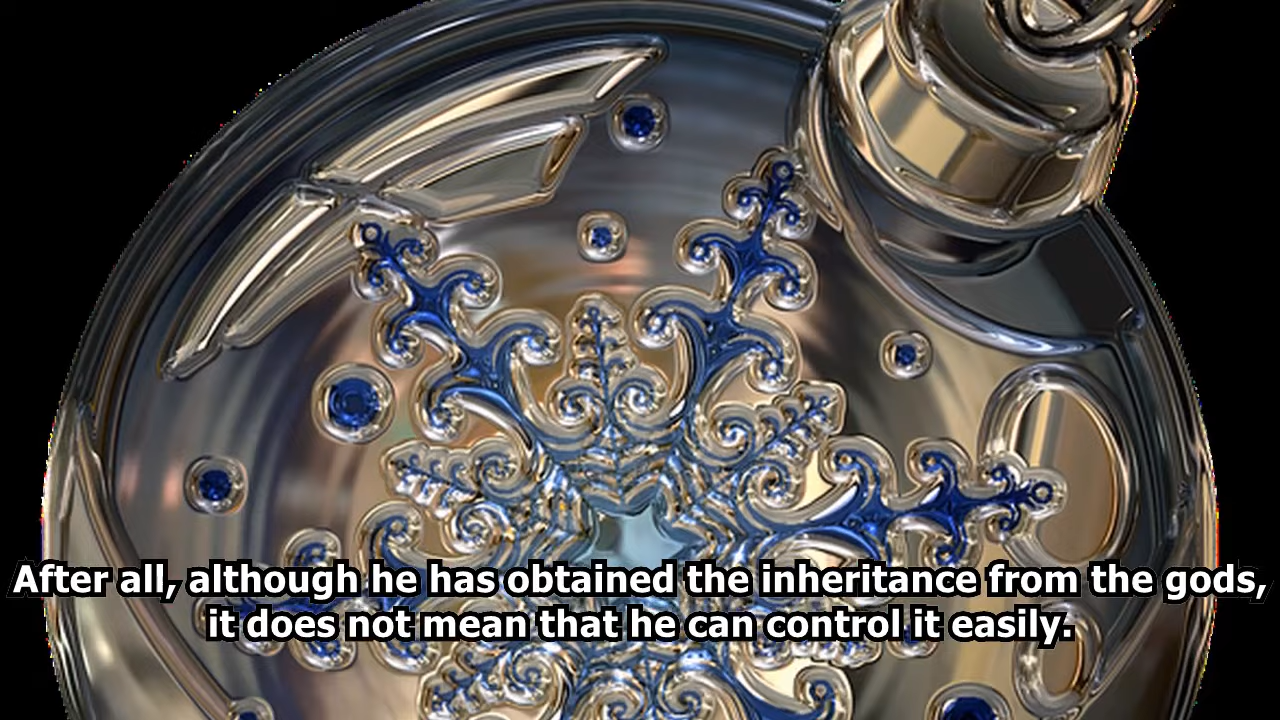 After all, although he has obtained the inheritance from the gods,
it does not mean that he can control it easily.